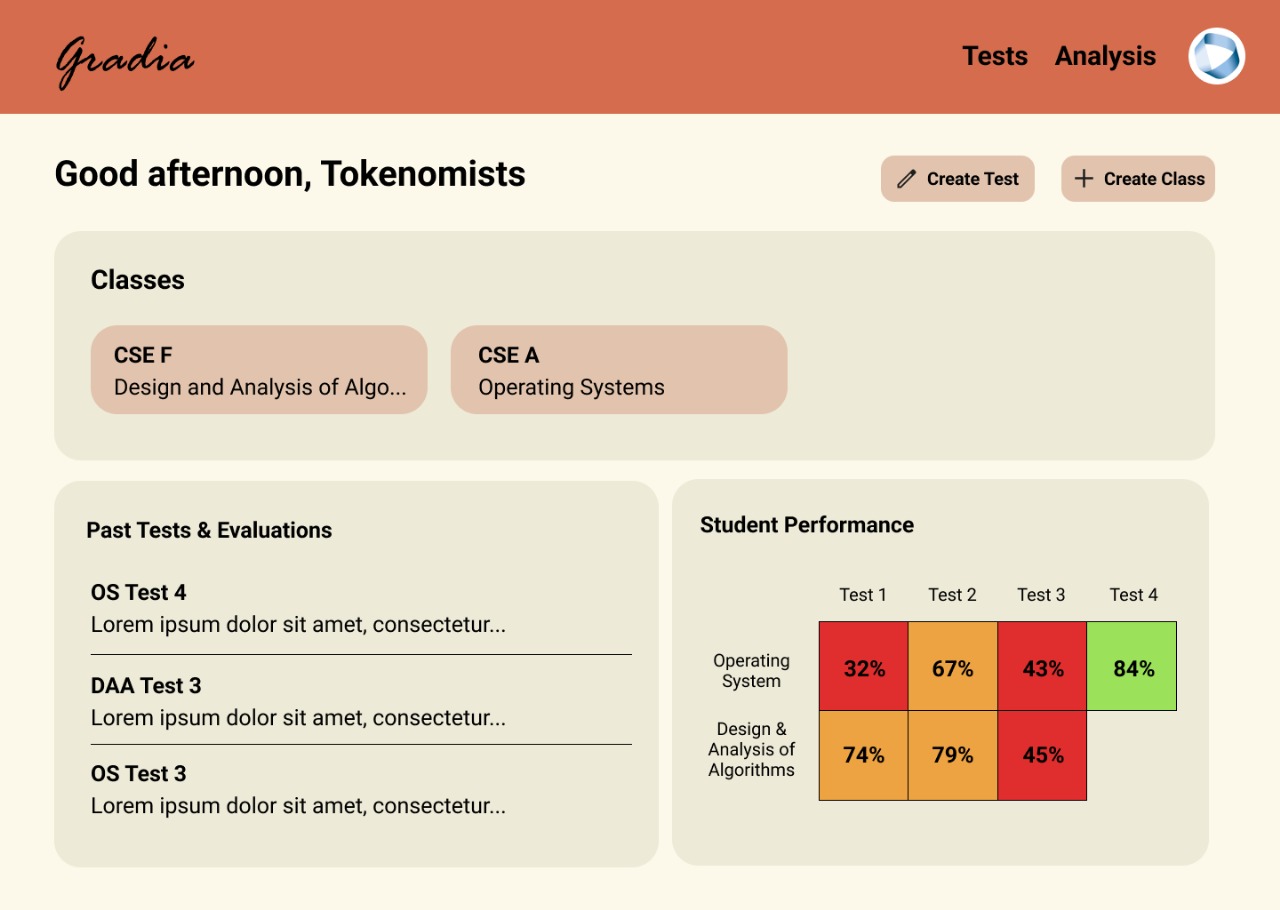 Gradia
Tests Analysis
Good afternoon, Tokenomists
Create Test
Create Class
Classes
CSE F
Design and Analysis of Algo...
CSE A
Operating Systems
Past Tests & Evaluations
OS Test 4
Lorem ipsum dolor sit amet, consectetur...
DAA Test 3
Lorem ipsum dolor sit amet, consectetur...
OS Test 3
Lorem ipsum dolor sit amet, consectetur...
Student Performance
Test 1 Test 2 Test 3 Test 4
Operating
System
32% 67% 43% 84%
Design &
Analysis of
Algorithms
74% 79% 45%